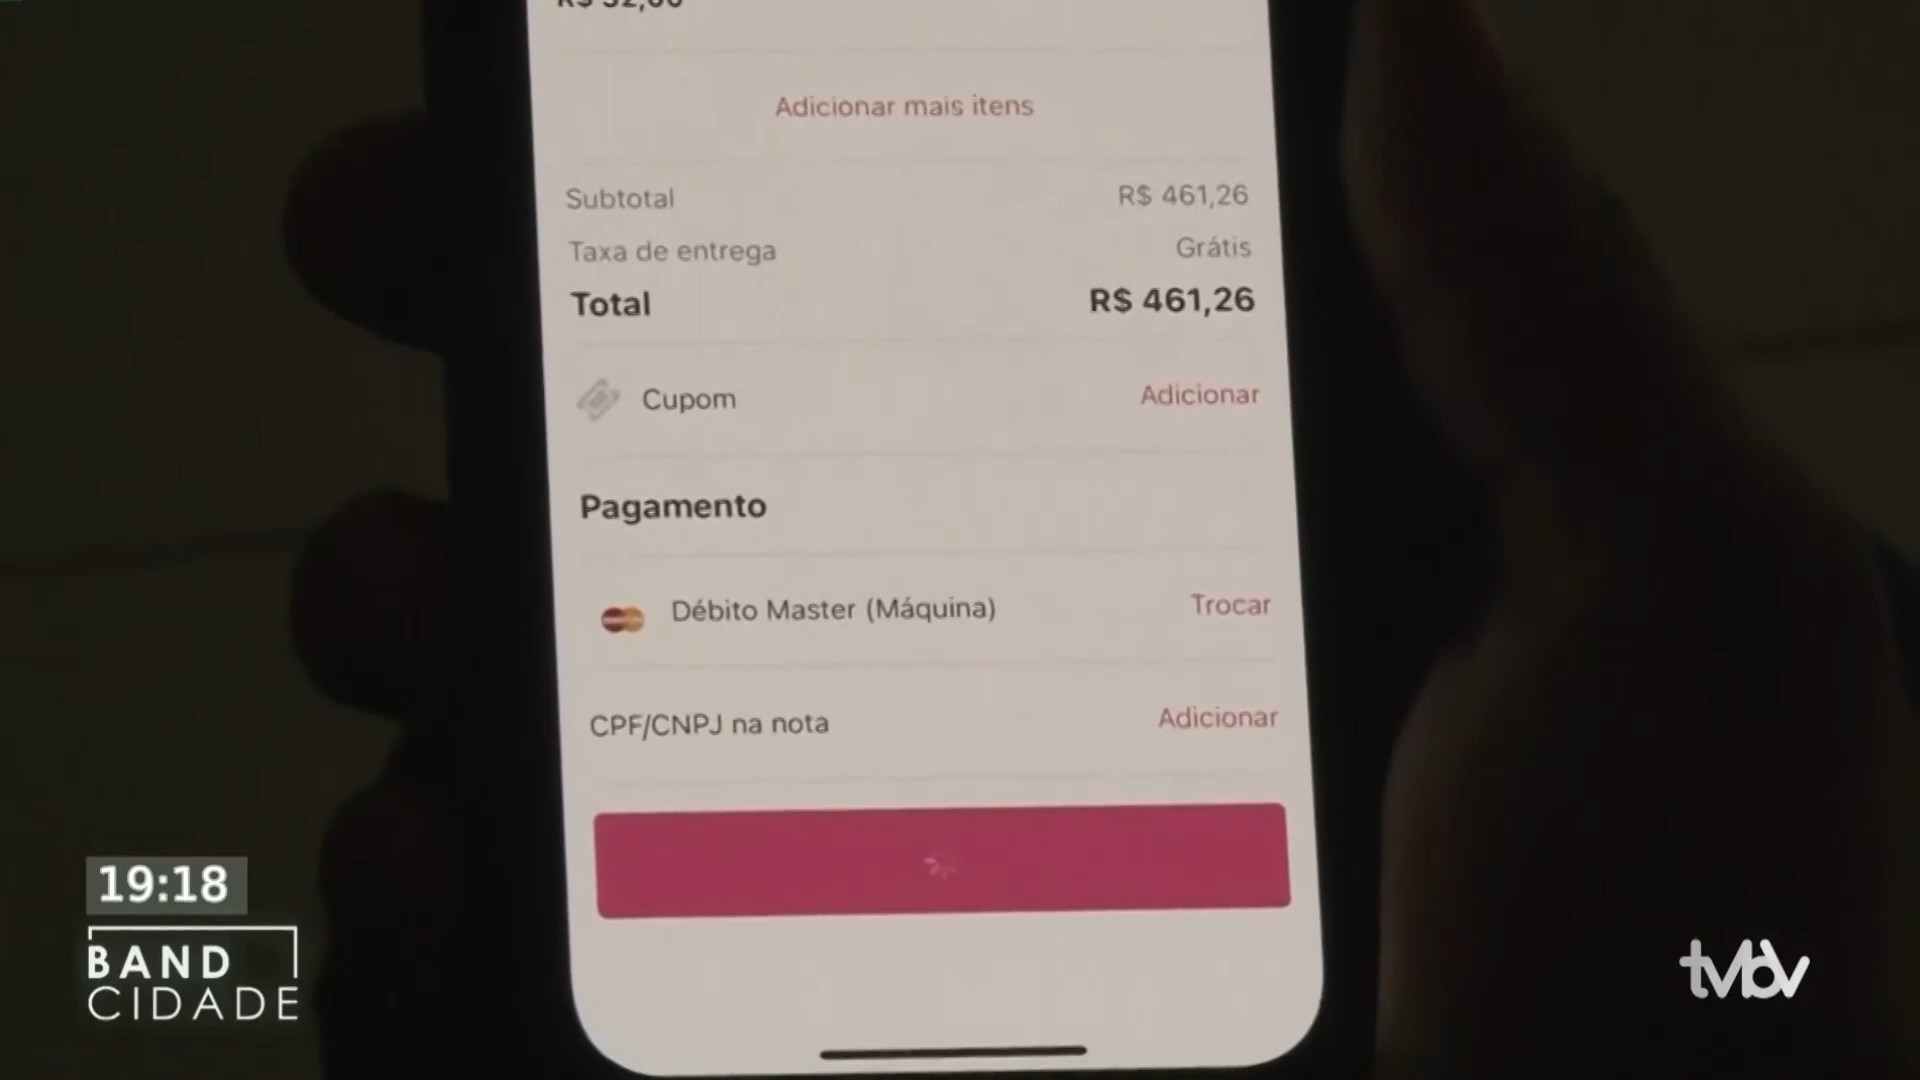 Adicionar mais itens
Subtotal R$ 461,26
Taxa de entrega Grátis
Total R$ 461,26
Cupom Adicionar
Pagamento
Débito Master (Máquina) Trocar
CPF/CNPJ na nota Adicionar
19:18
BAND
CIDADE
tvbv